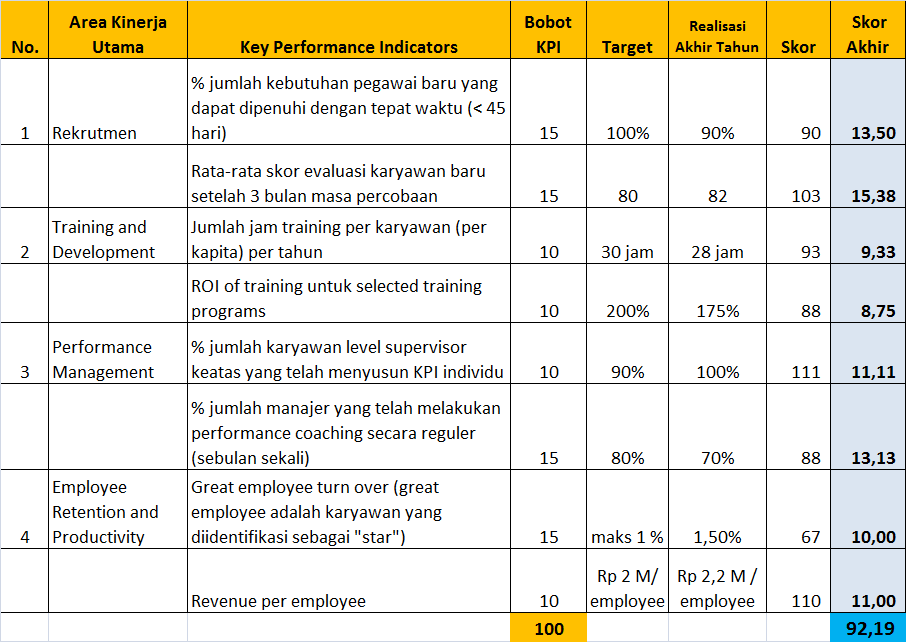 No. Area Kinerja Utama Key Performance Indicators Bobot KPI Target Realisasi Akhir Tahun Skor Skor Akhir
% jumlah kebutuhan pegawai baru yang
dapat dipenuhi dengan tepat waktu (< 45
1 Rekrutmen hari) 15 100% 90% 90 13,50
Rata-rata skor evaluasi karyawan baru
setelah 3 bulan masa percobaan 15 80 82 103 15,38
Training and Jumlah jam training per karyawan (per
2 Development kapita) per tahun 10 30 jam 28 jam 93 9,33
ROI of training untuk selected training
programs 10 200% 175% 88 8,75
Performance % jumlah karyawan level supervisor
3 Management keatas yang telah menyusun KPI individu 10 90% 100% 111 11,11
% jumlah manajer yang telah melakukan
performance coaching secara reguler
(sebulan sekali) 15 80% 70% 88 13,13
Employee Great employee turn over (great
Retention and employee adalah karyawan yang
4 Productivity diidentifikasi sebagai "star") 15 maks 1 % 1,50% 67 10,00
Rp 2 M/ Rp 2,2 M /
Revenue per employee 10 employee employee 110 11,00
100 92,19